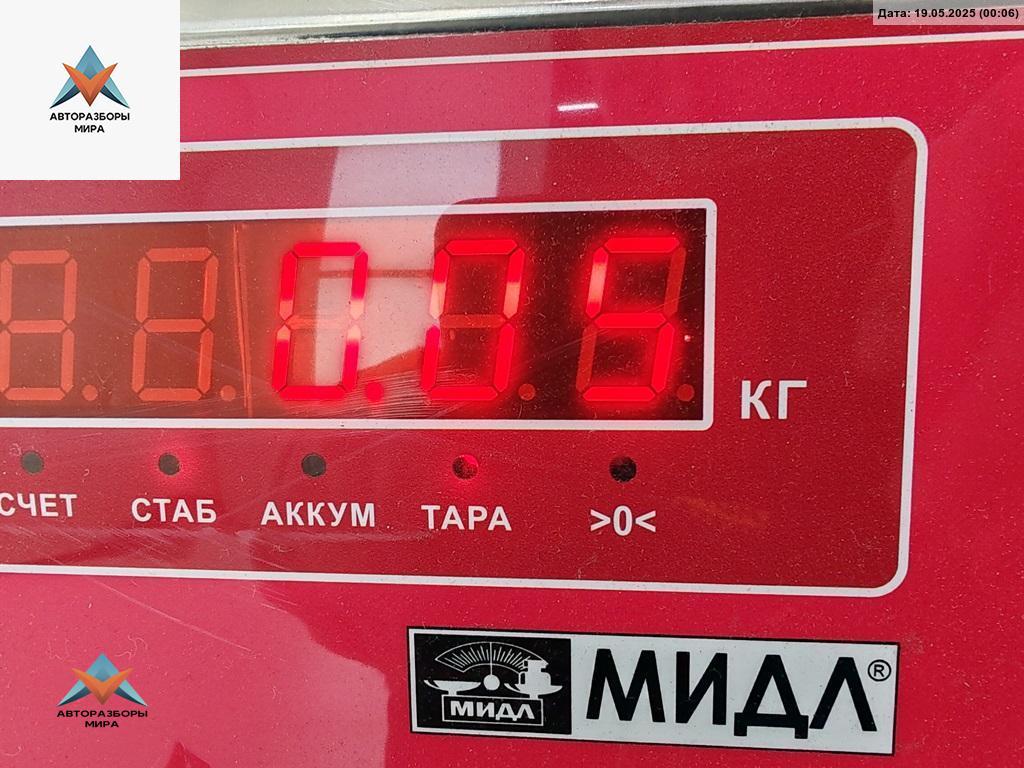 Дата: 19.05.2025 (00:06)
АВТОРАЗБОРЫ
МИРА
0.05
КГ
СЧЕТ СТАБ АККУМ ТАРА >0<
МИДЛ МИДЛ®
АВТОРАЗБОРЫ
МИРА